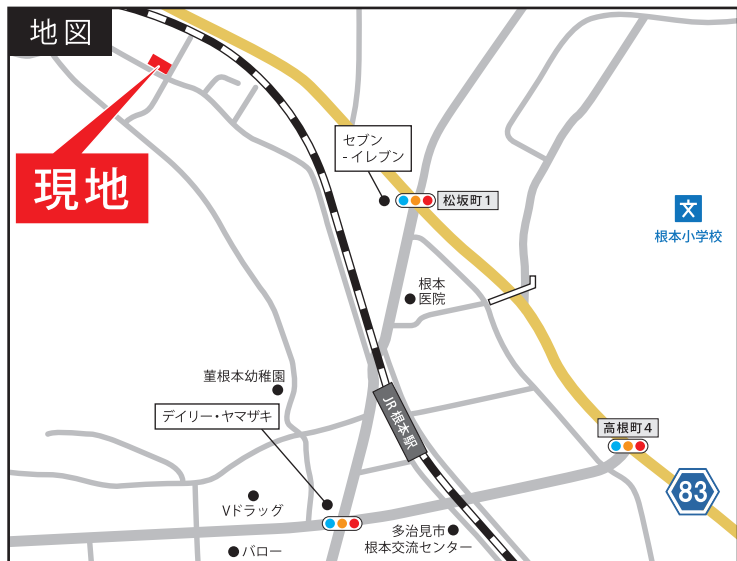 地図
現地
セブン
-イレブン
松坂町1
根本小学校
根本
医院
菫根本幼稚園
デイリー・ヤマザキ
JR根本駅
高根町4
83
Vドラッグ
多治見市
根本交流センター
バロー